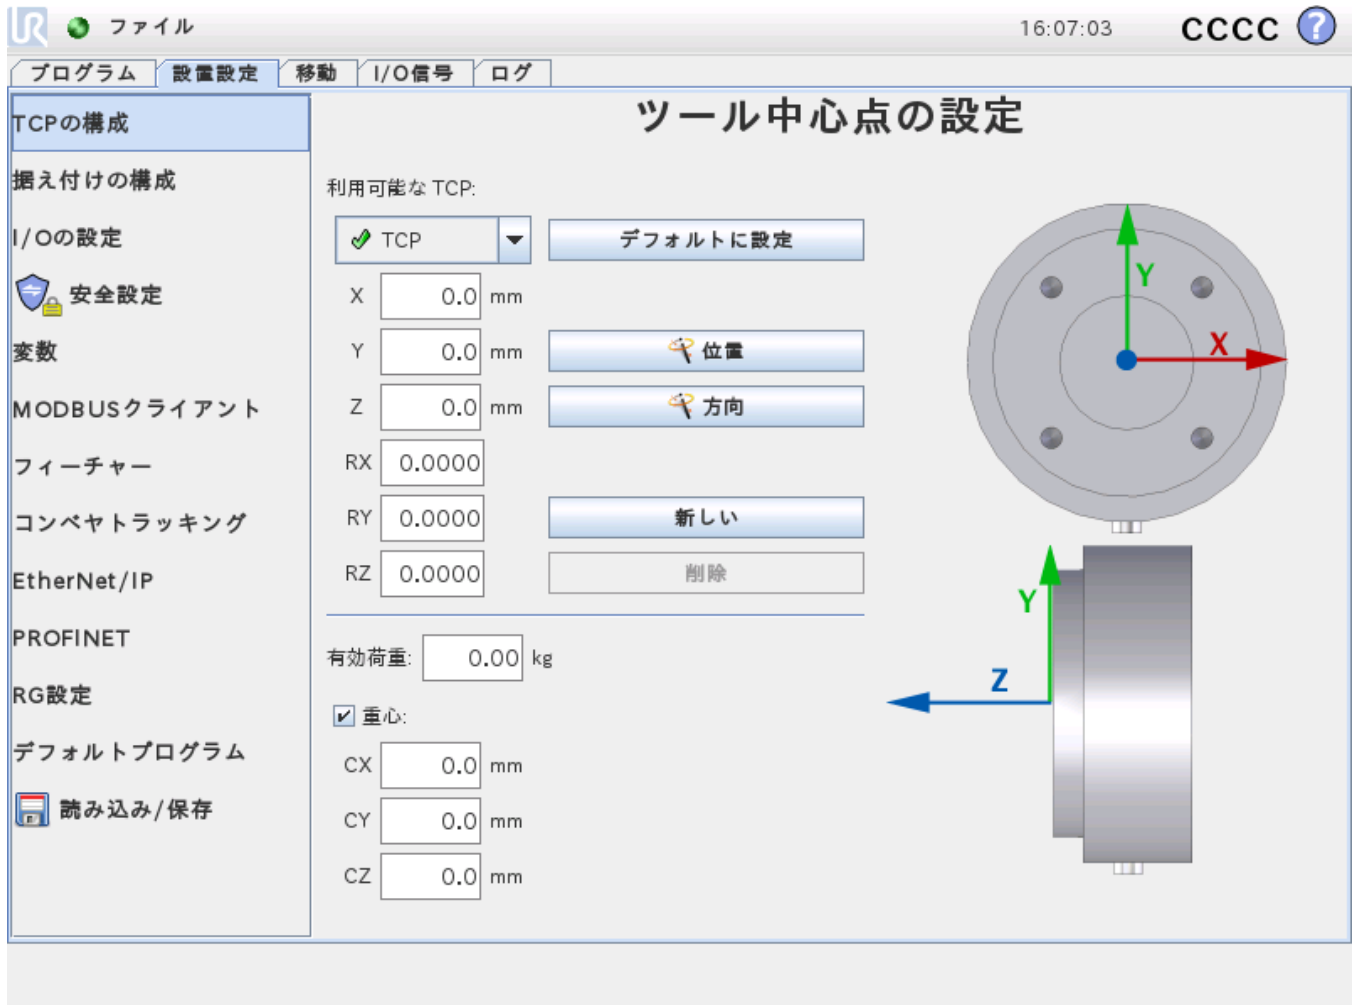 UR ファイル 16:07:03 CCCC ?
プログラム 設置設定 移動 I/O信号 ログ
TCPの構成
据え付けの構成
I/Oの設定
安全設定
変数
MODBUSクライアント
フィーチャー
コンベヤトラッキング
EtherNet/IP
PROFINET
RG設定
デフォルトプログラム
読み込み/保存
ツール中心点の設定
利用可能な TCP:
TCP デフォルトに設定
X 0.0 mm
Y 0.0 mm 位置
Z 0.0 mm 方向
RX 0.0000
RY 0.0000 新しい
RZ 0.0000 削除
有効荷重: 0.00 kg
重心:
CX 0.0 mm
CY 0.0 mm
CZ 0.0 mm
Y
X
Y
Z